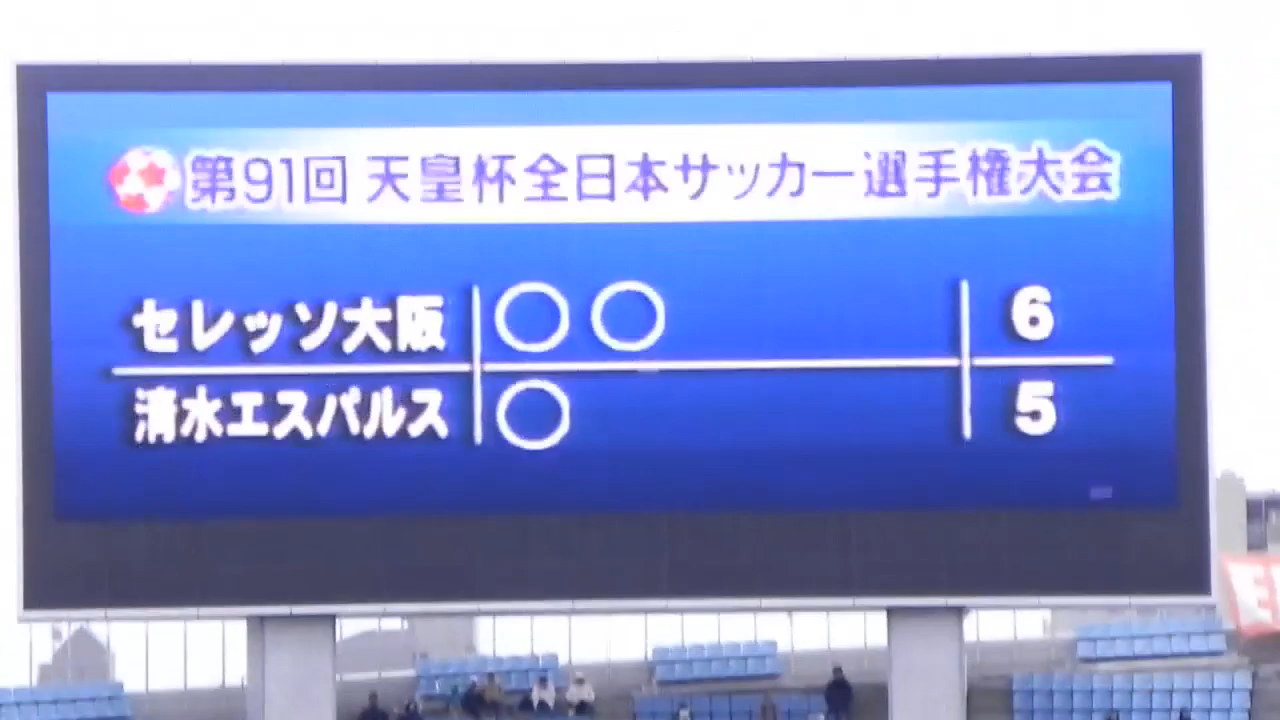 第91回 天皇杯全日本サッカー選手権大会
セレッソ大阪 ○ ○ 6
清水エスパルス ○ 5